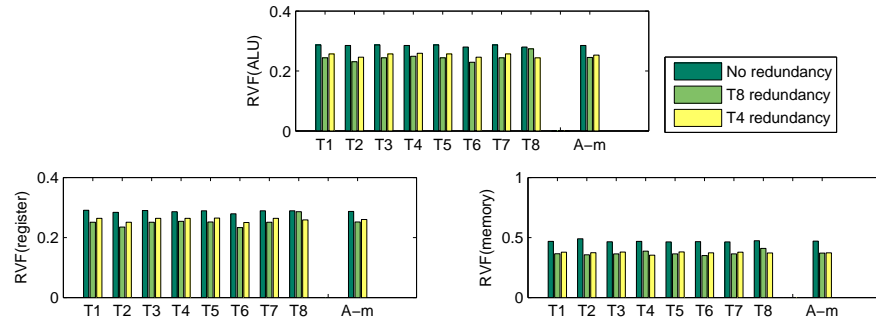 0.4
0.2
0
RVF(ALU)
T1 T2 T3 T4 T5 T6 T7 T8 A−m
No redundancy
T8 redundancy
T4 redundancy
0.4
0.2
0
RVF(register)
T1 T2 T3 T4 T5 T6 T7 T8 A−m
1
0.5
0
RVF(memory)
T1 T2 T3 T4 T5 T6 T7 T8 A−m